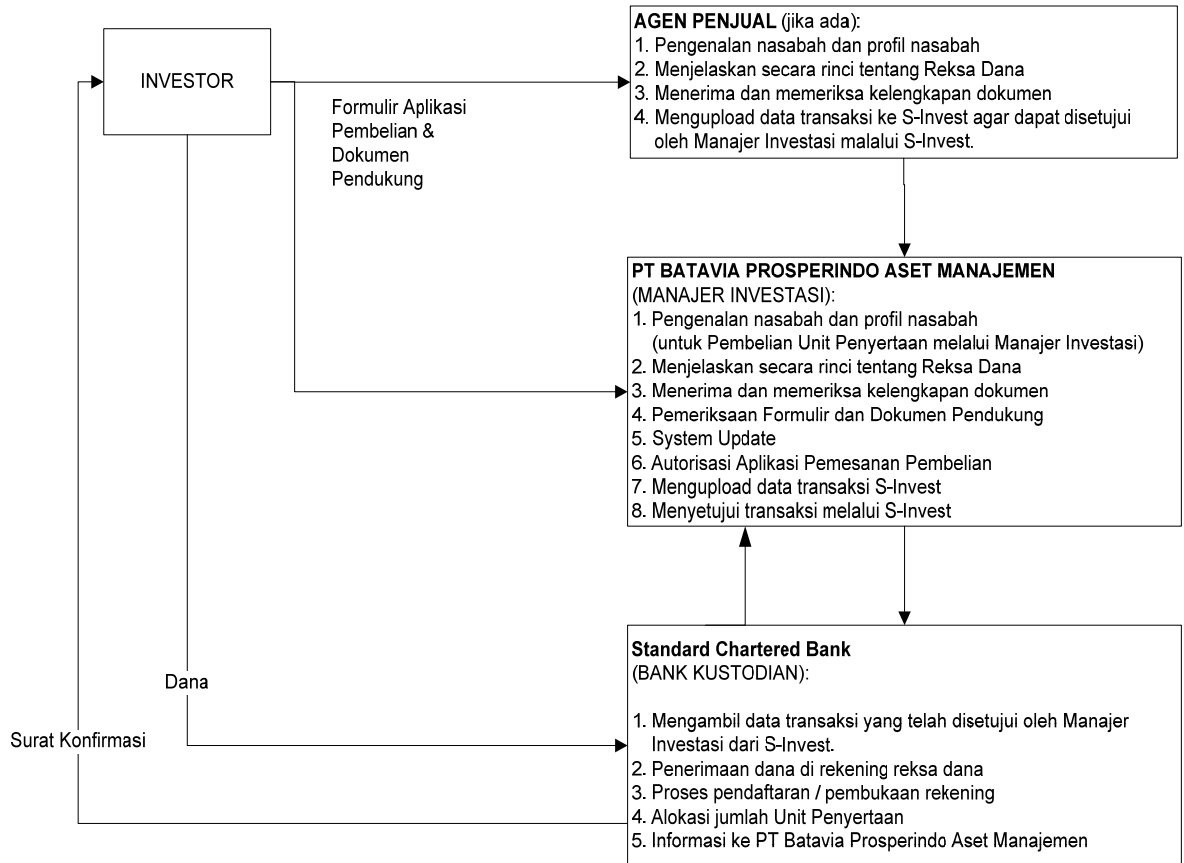 INVESTOR
Formulir Aplikasi
Pembelian &
Dokumen
Pendukung
AGEN PENJUAL (jika ada):
1. Pengenalan nasabah dan profil nasabah
2. Menjelaskan secara rinci tentang Reksa Dana
3. Menerima dan memeriksa kelengkapan dokumen
4. Mengupload data transaksi ke S-Invest agar dapat disetujui
oleh Manajer Investasi malalui S-Invest.
PT BATAVIA PROSPERINDO ASET MANAJEMEN
(MANAJER INVESTASI):
1. Pengenalan nasabah dan profil nasabah
(untuk Pembelian Unit Penyertaan melalui Manajer Investasi)
2. Menjelaskan secara rinci tentang Reksa Dana
3. Menerima dan memeriksa kelengkapan dokumen
4. Pemeriksaan Formulir dan Dokumen Pendukung
5. System Update
6. Autorisasi Aplikasi Pemesanan Pembelian
7. Mengupload data transaksi S-Invest
8. Menyetujui transaksi melalui S-Invest
Dana
Surat Konfirmasi
Standard Chartered Bank
(BANK KUSTODIAN):
1. Mengambil data transaksi yang telah disetujui oleh Manajer
Investasi dari S-Invest.
2. Penerimaan dana di rekening reksa dana
3. Proses pendaftaran / pembukaan rekening
4. Alokasi jumlah Unit Penyertaan
5. Informasi ke PT Batavia Prosperindo Aset Manajemen